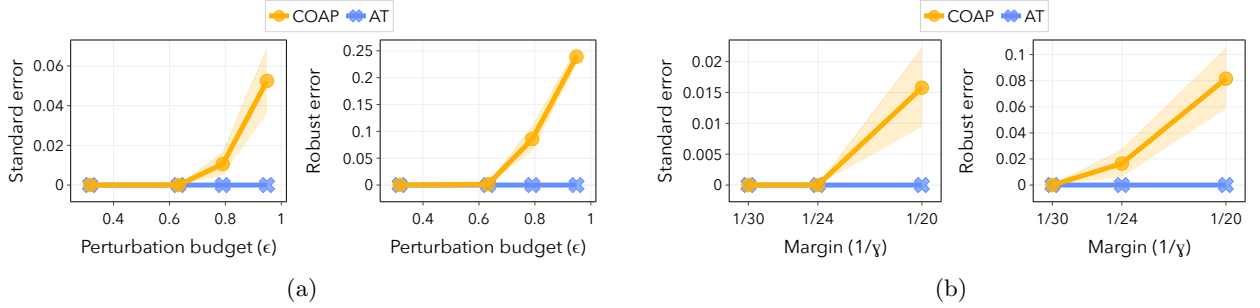 COAP AT
COAP AT
Standard error
0.06
0.04
0.02
0
0.4 0.6 0.8 1
Perturbation budget (ϵ)
Robust error
0.25
0.2
0.15
0.1
0.05
0
0.4 0.6 0.8 1
Perturbation budget (ϵ)
(a)
Standard error
0.02
0.015
0.01
0.005
0
1/30 1/24 1/20
Margin (1/ɣ)
Robust error
0.1
0.08
0.06
0.04
0.02
0
1/30 1/24 1/20
Margin (1/ɣ)
(b)